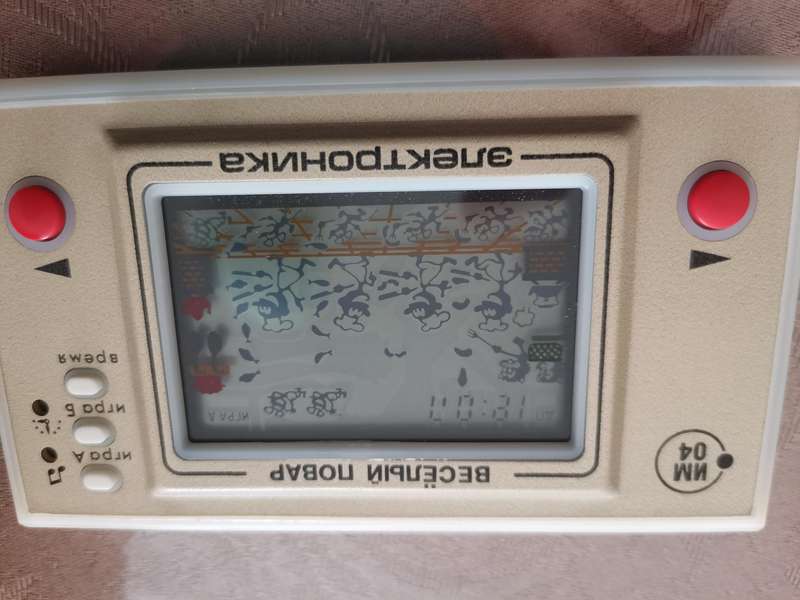 ИМ
04
ВЕСЁЛЫЙ ПОВАР
игра А
игра Б
время
ИГРА А
электроника